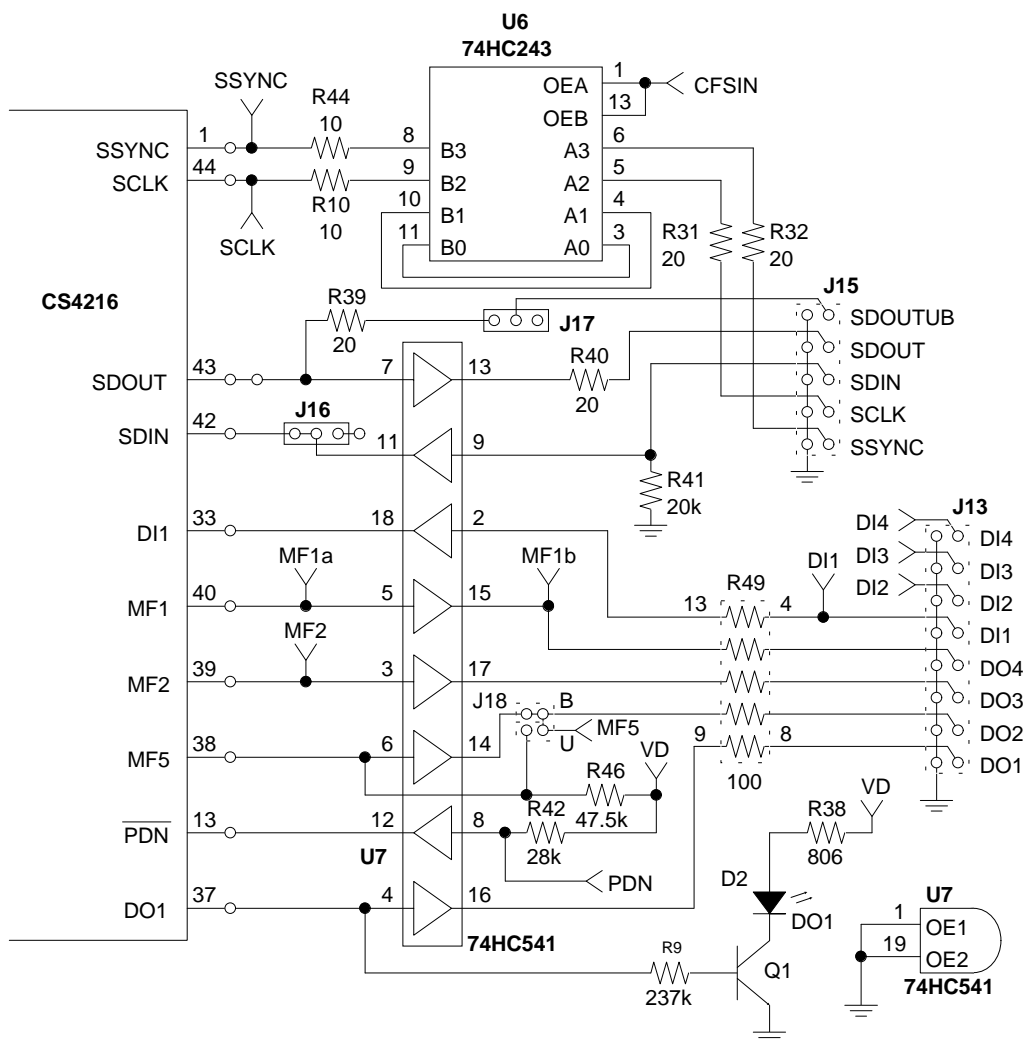 U6
74HC243
SSYNC
R44
10
OEA
1
CFSIN
OEB
13
SSYNC
1
8
B3
A3
6
SCLK
44
9
B2
A2
5
R10
10
10
B1
A1
4
SCLK
11
B0
A0
3
R31
20
R32
20
CS4216
R39
20
J17
J15
SDOUTUB
SDOUT
SDIN
SCLK
SSYNC
SDOUT
43
7
13
R40
20
SDIN
42
J16
11
9
R41
20k
DI1
33
18
2
J13
DI4
DI4
DI3
DI3
DI2
DI2
DI1
DI1
DO4
DO3
DO2
DO1
MF1
40
MF1a
5
15
MF1b
13
R49
4
MF2
39
MF2
3
17
J18
B
U
MF5
MF5
38
6
14
9
8
100
VD
R46
47.5k
PDN
13
12
8
R42
28k
U7
PDN
DO1
37
4
16
74HC541
R38
806
VD
D2
DO1
R9
237k
Q1
U7
1
OE1
19
OE2
74HC541